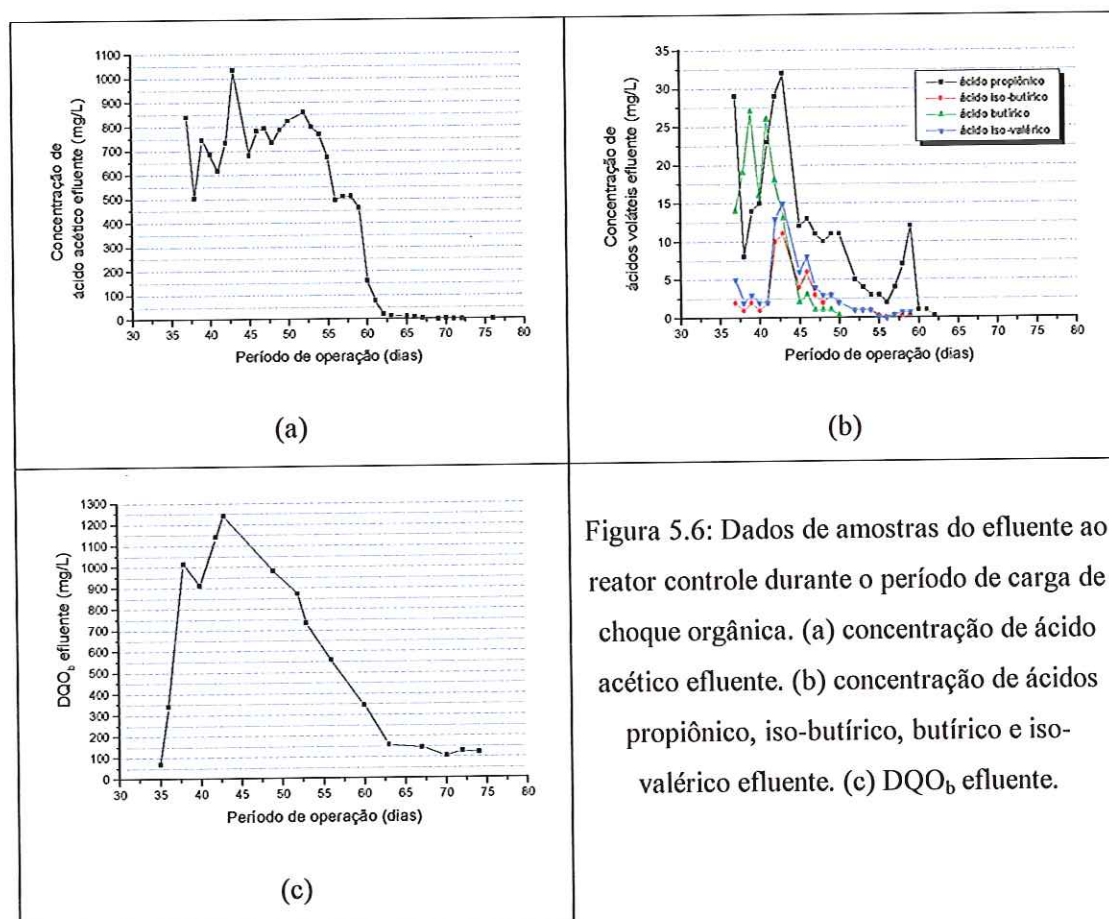 1100
1000
900
800
700
600
500
400
300
200
100
0
30 35 40 45 50 55 60 65 70 75 80
Concentração de
ácido acético efluente (mg/L)
Período de operação (dias)
(a)
35
30
25
20
15
10
5
0
30 35 40 45 50 55 60 65 70 75 80
Concentração de
ácidos voláteis efluente (mg/L)
ácido propiônico
ácido iso-butírico
ácido butírico
ácido iso-valérico
Período de operação (dias)
(b)
1300
1200
1100
1000
900
800
700
600
500
400
300
200
100
0
30 35 40 45 50 55 60 65 70 75 80
DQOb efluente (mg/L)
Período de operação (dias)
(c)
Figura 5.6: Dados de amostras do efluente ao
reator controle durante o período de carga de
choque orgânica. (a) concentração de ácido
acético efluente. (b) concentração de ácidos
propiônico, iso-butírico, butírico e iso-
valérico efluente. (c) DQOb efluente.